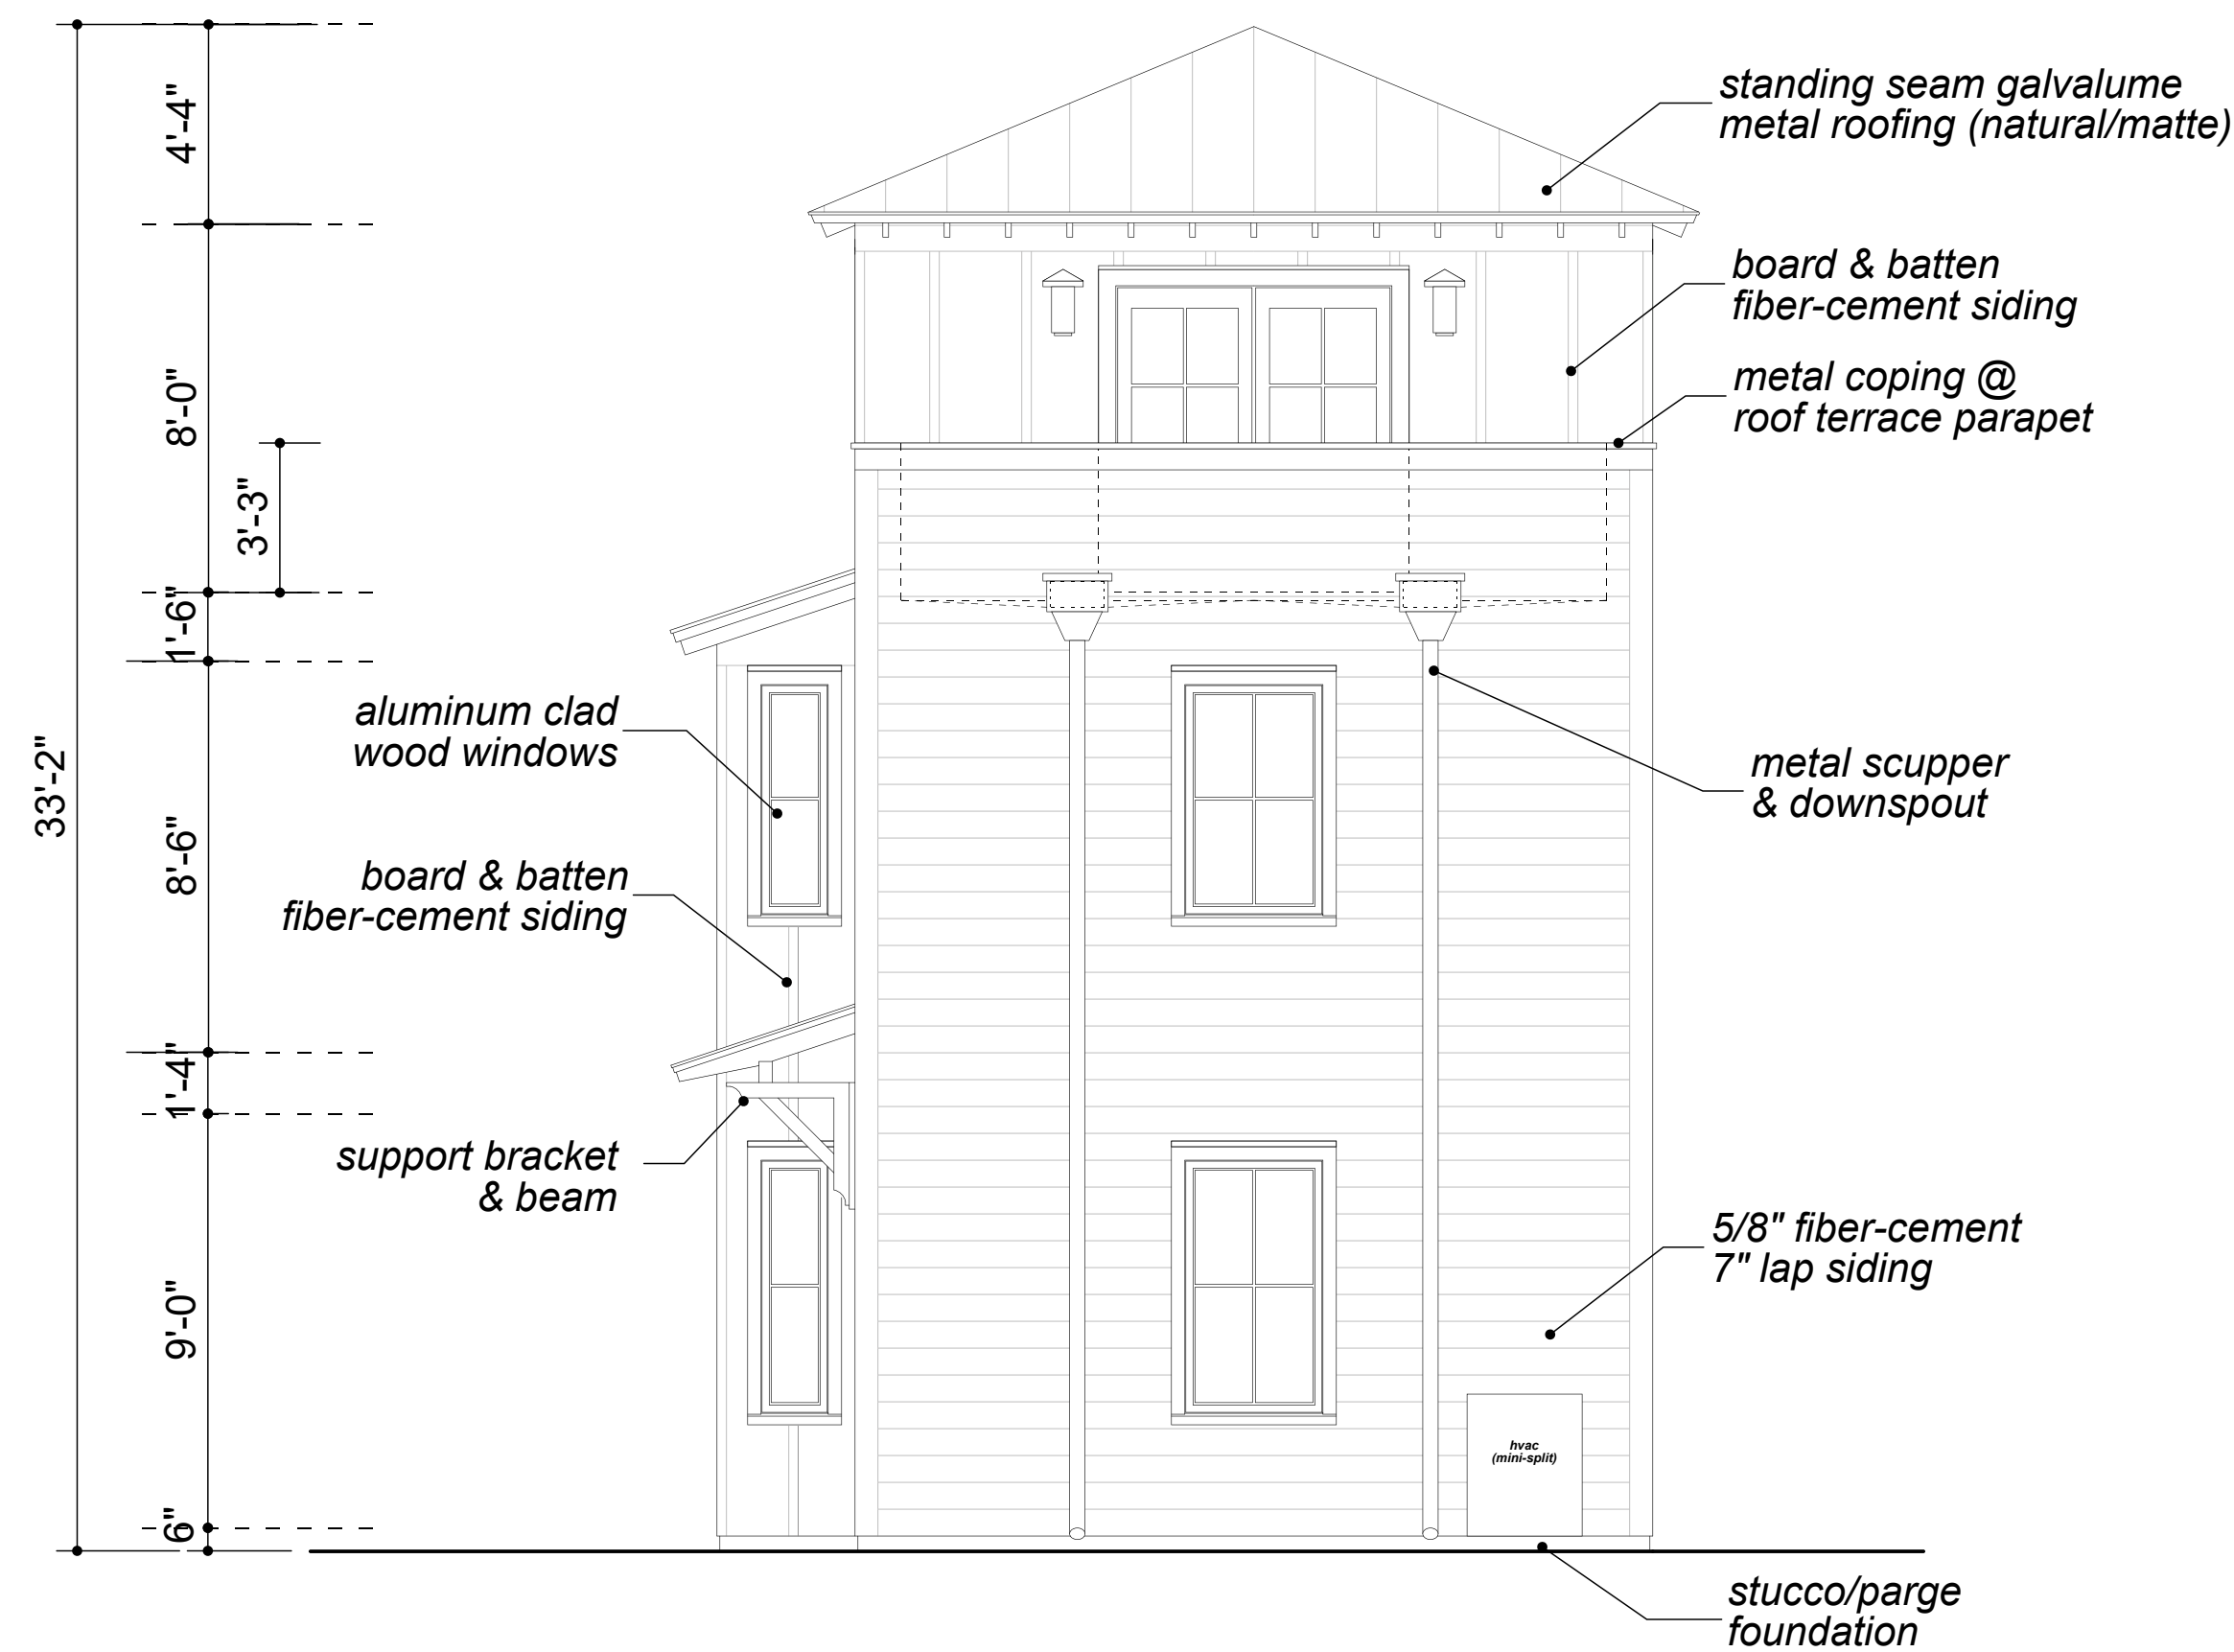 standing seam galvalume
metal roofing (natural/matte)
board & batten
fiber-cement siding
metal coping @
roof terrace parapet
metal scupper
& downspout
5/8" fiber-cement
7" lap siding
stucco/parge
foundation
hvac
(mini-split)
aluminum clad
wood windows
board & batten
fiber-cement siding
support bracket
& beam
33'-2"
4'-4"
8'-0"
3'-3"
1'-6"
8'-6"
1'-4"
9'-0"
6"